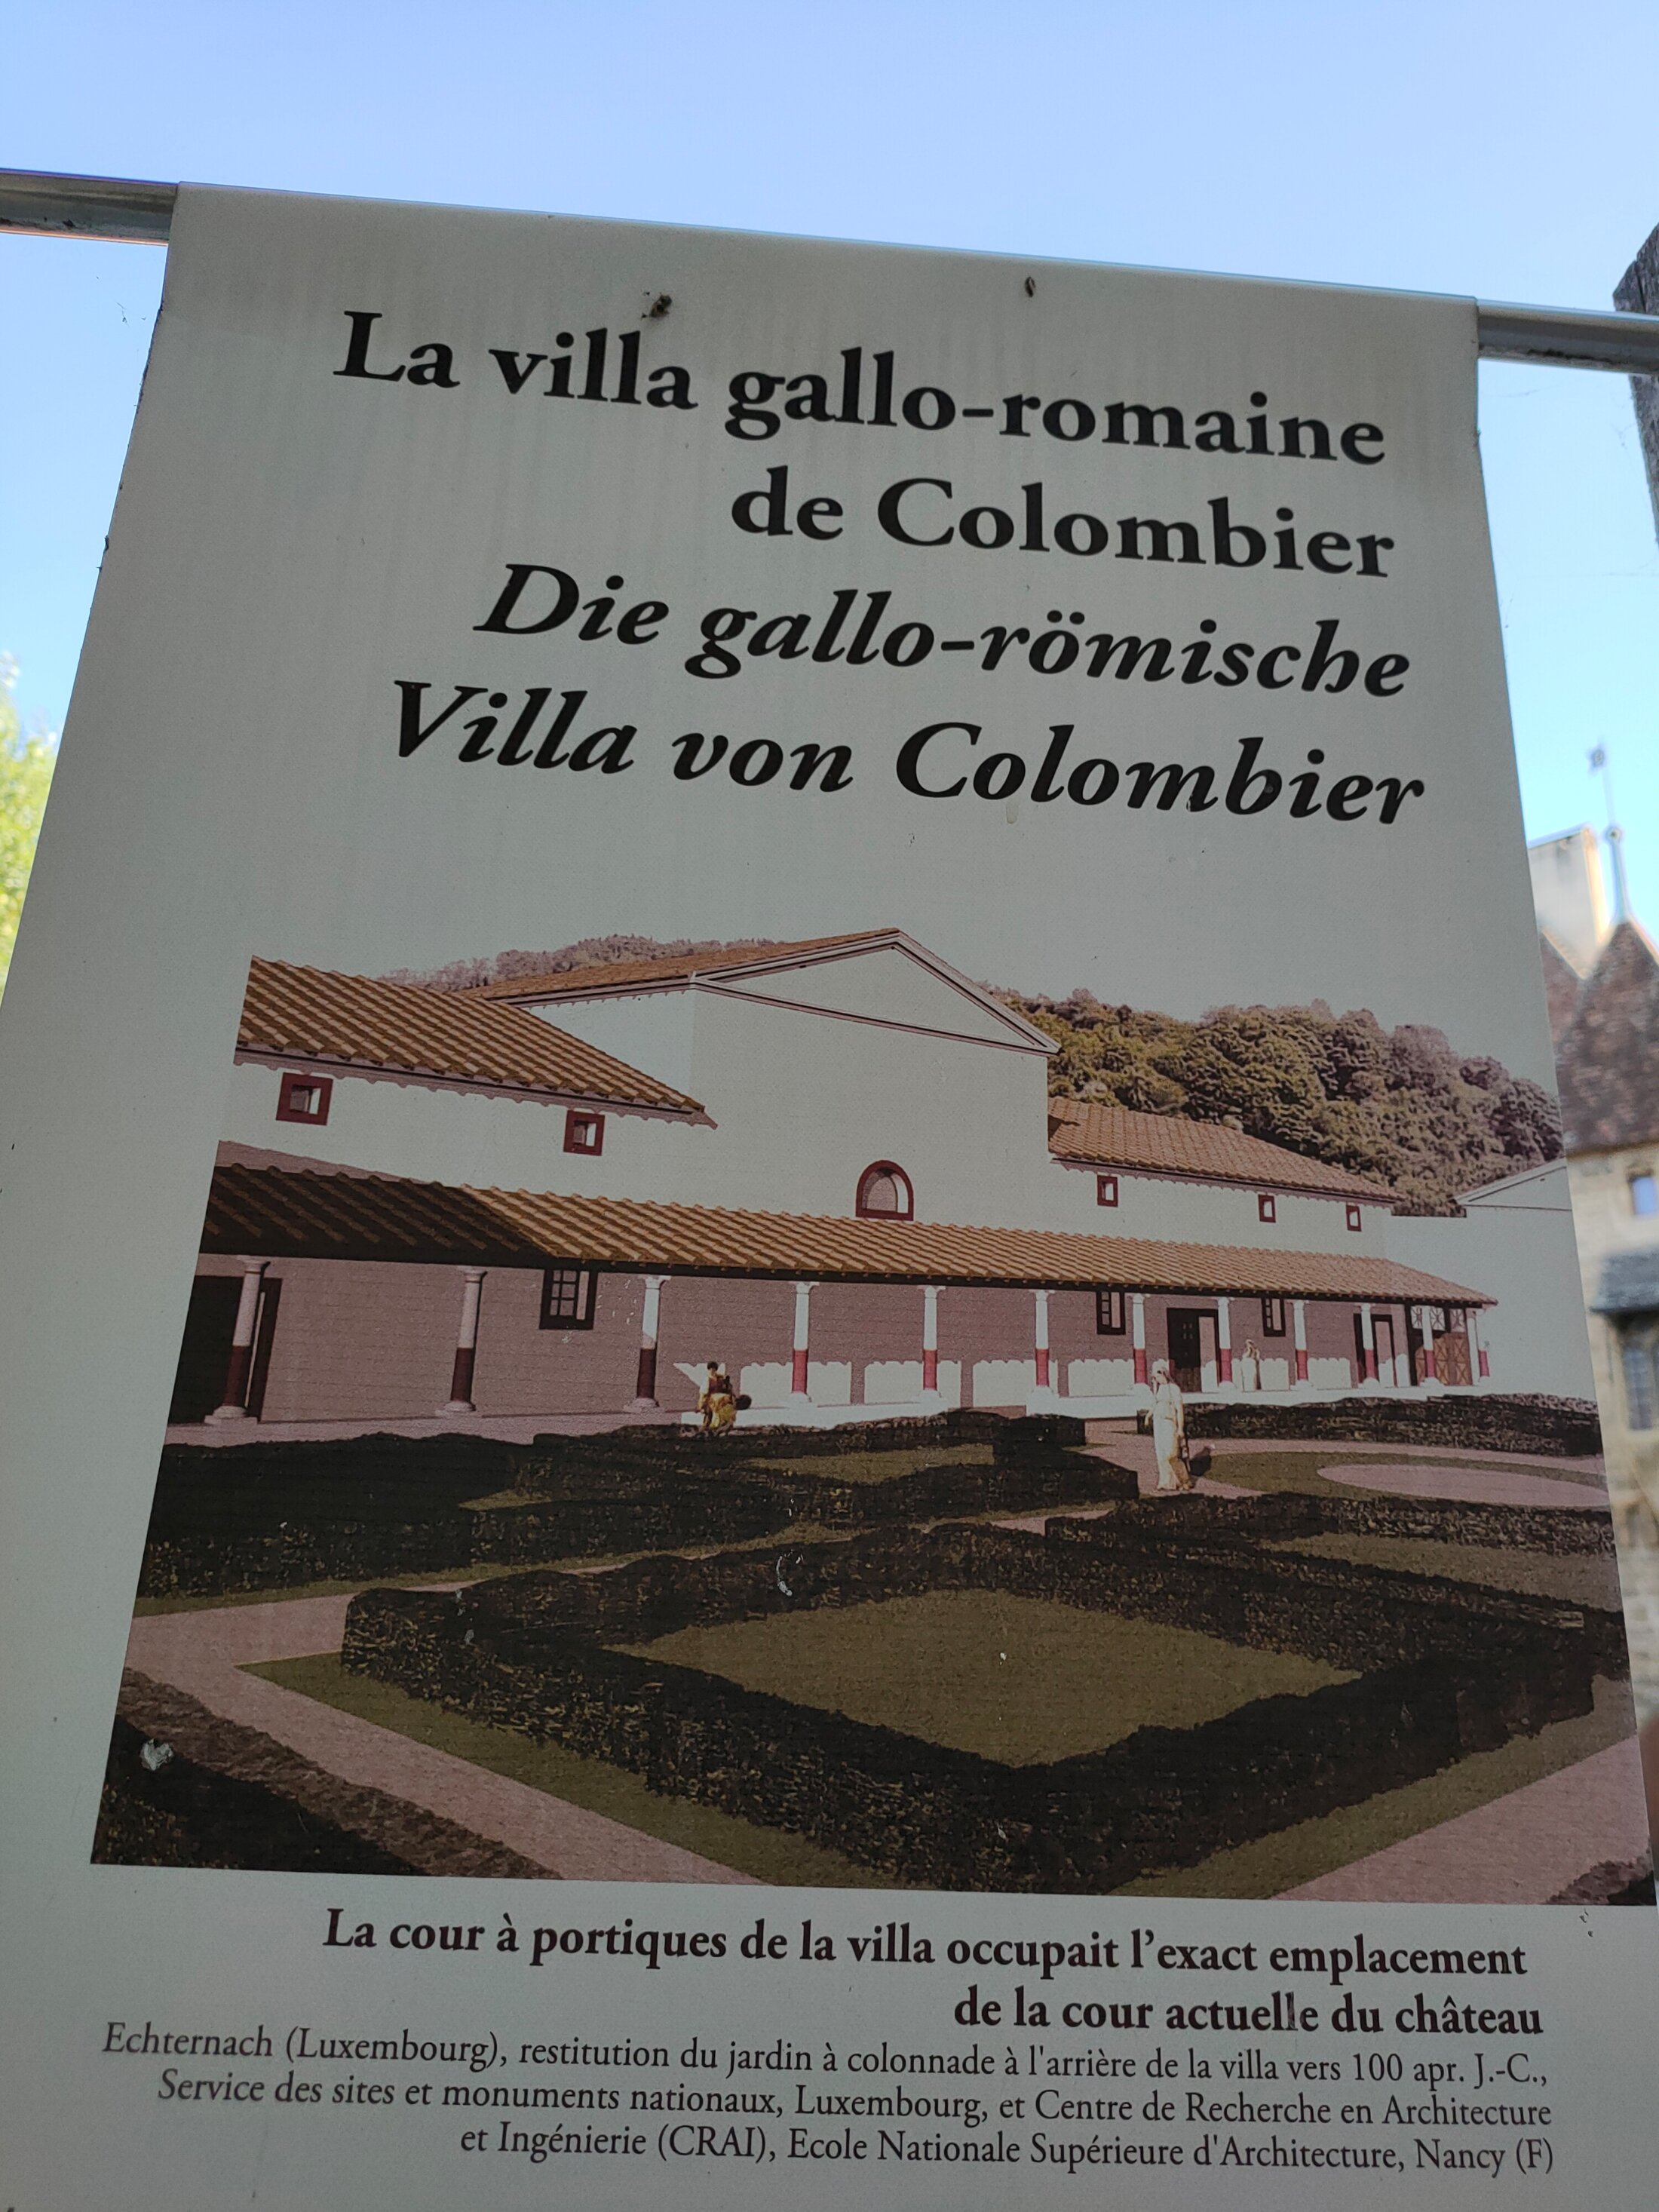 La villa gallo-romaine
de Colombier
Die gallo-römische
Villa von Colombier
La cour à portiques de la villa occupait l'exact emplacement
de la cour actuelle du château
Echternach (Luxembourg), restitution du jardin à colonnade à l'arrière de la villa vers 100 apr. J.-C.,
Service des sites et monuments nationaux, Luxembourg, et Centre de Recherche en Architecture
et Ingénierie (CRAI), Ecole Nationale Supérieure d'Architecture, Nancy (F)